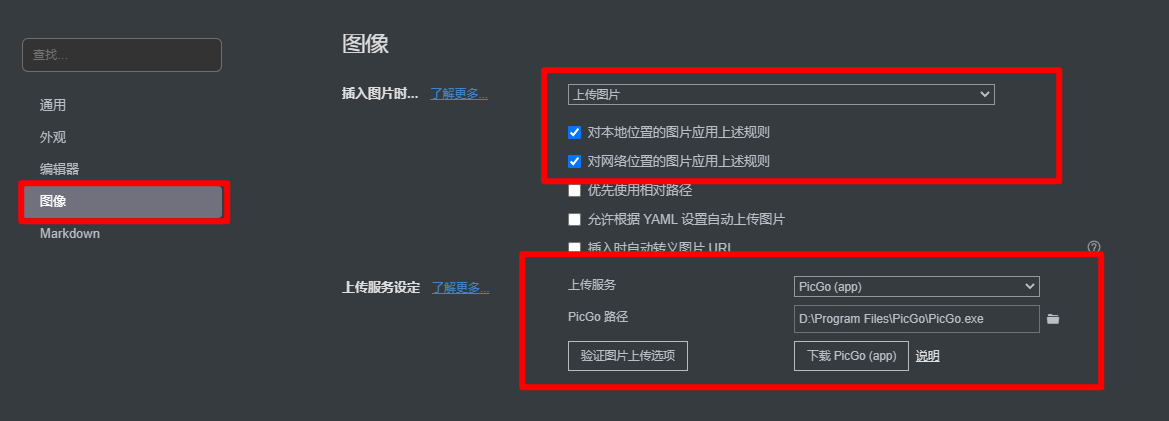 查找...
通用
外观
编辑器
图像
Markdown
图像
插入图片时... 了解更多...
上传图片
对本地位置的图片应用上述规则
对网络位置的图片应用上述规则
优先使用相对路径
允许根据 YAML 设置自动上传图片
插入时自动转义图片 URL
上传服务设定 了解更多...
上传服务 PicGo (app)
PicGo 路径 D:\Program Files\PicGo\PicGo.exe
验证图片上传选项 下载 PicGo (app) 说明